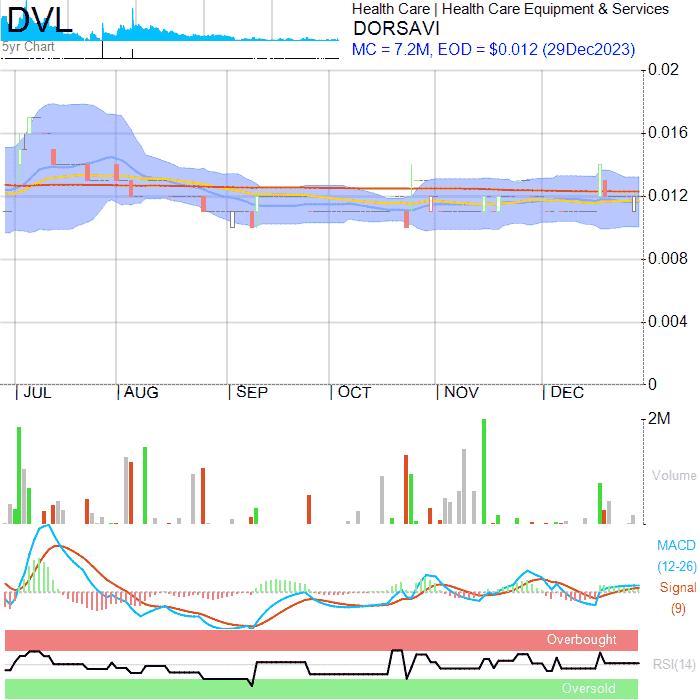 DVL
Health Care | Health Care Equipment & Services
DORSAVI
MC = 7.2M, EOD = $0.012 (29Dec2023)
5yr Chart
0.02
0.016
0.012
0.008
0.004
0
JUL AUG SEP OCT NOV DEC
2M
Volume
MACD
(12-26)
Signal
(9)
Overbought
RSI(14)
Oversold